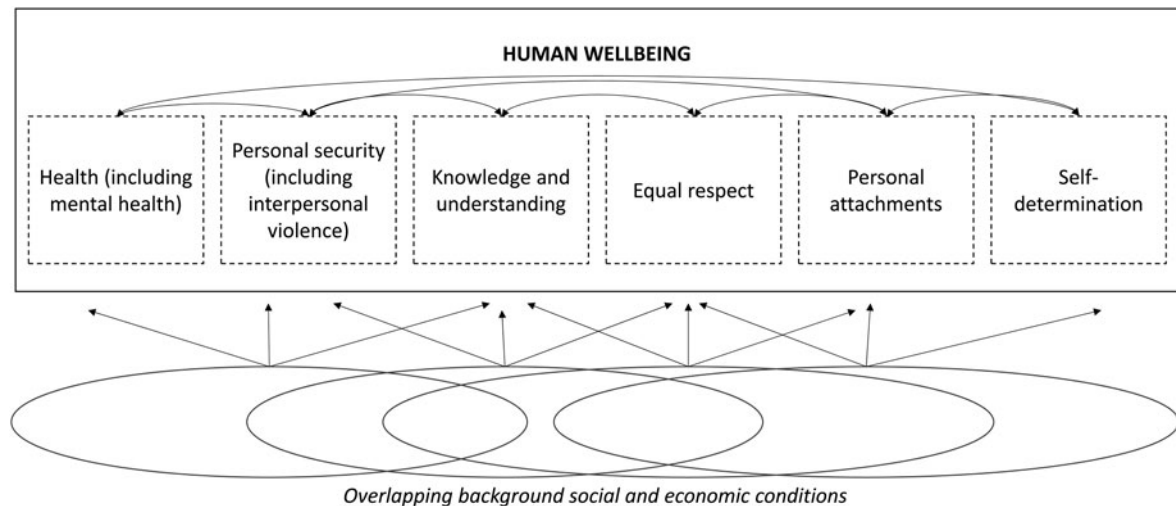 HUMAN WELLBEING
Health (including
mental health)
Personal security
(including
interpersonal
violence)
Knowledge and
understanding
Equal respect
Personal
attachments
Self-
determination
Overlapping background social and economic conditions